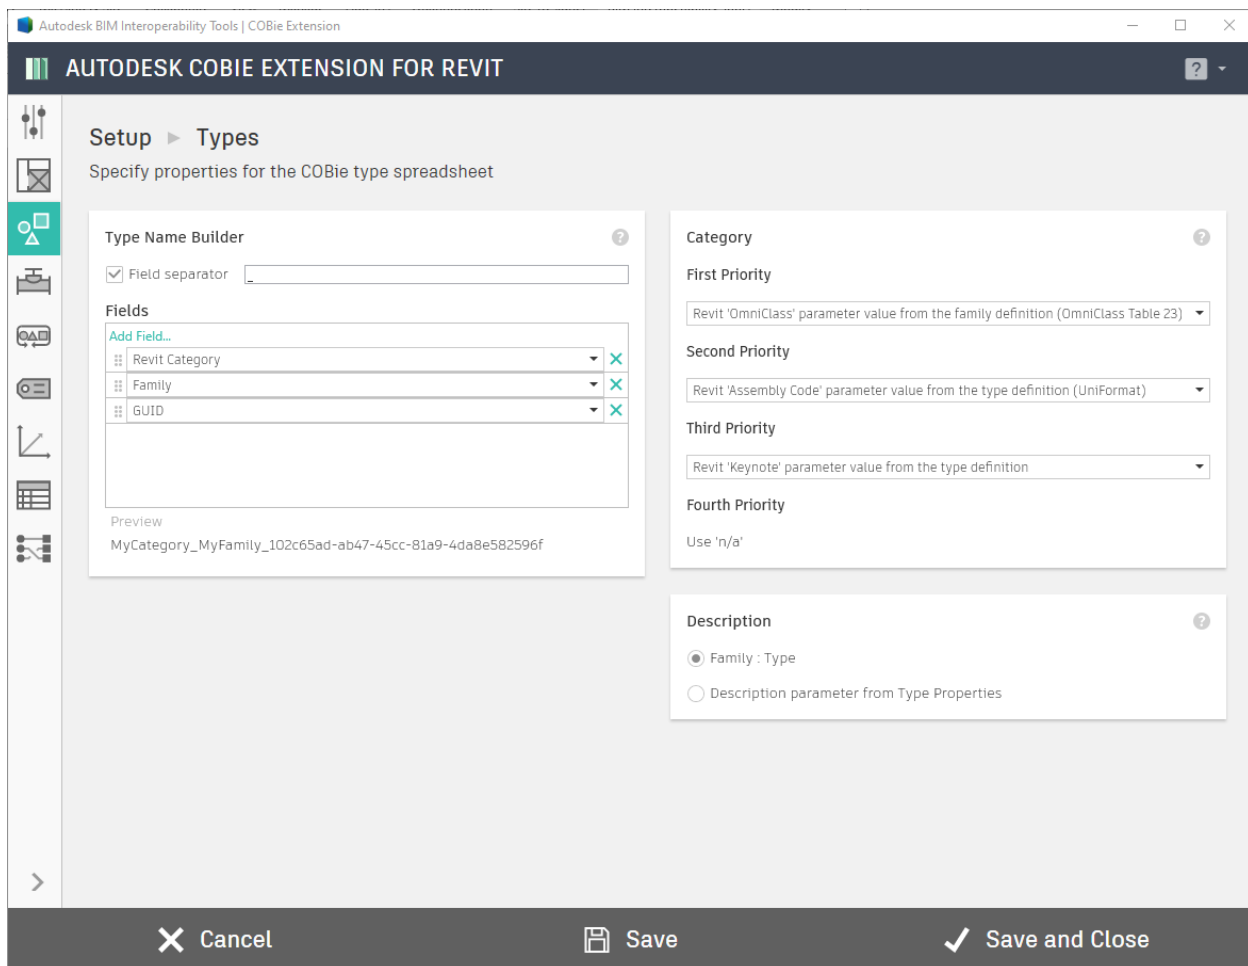 Autodesk BIM Interoperability Tools | COBie Extension
AUTODESK COBIE EXTENSION FOR REVIT
?
Setup ▶ Types
Specify properties for the COBie type spreadsheet
Type Name Builder
?
Field separator
_
Fields
Add Field...
Revit Category
Family
GUID
Preview
MyCategory_MyFamily_102c65ad-ab47-45cc-81a9-4da8e582596f
Category
?
First Priority
Revit 'OmniClass' parameter value from the family definition (OmniClass Table 23)
Second Priority
Revit 'Assembly Code' parameter value from the type definition (UniFormat)
Third Priority
Revit 'Keynote' parameter value from the type definition
Fourth Priority
Use 'n/a'
Description
?
Family : Type
Description parameter from Type Properties
Cancel
Save
Save and Close